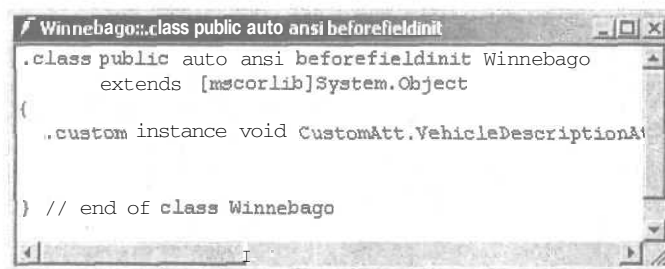 Winnebago::.class public auto ansi beforefieldinit
.class public auto ansi beforefieldinit Winnebago
extends [mscorlib]System.Object
{
.custom instance void CustomAtt.VehicleDescriptionAt
} // end of class Winnebago